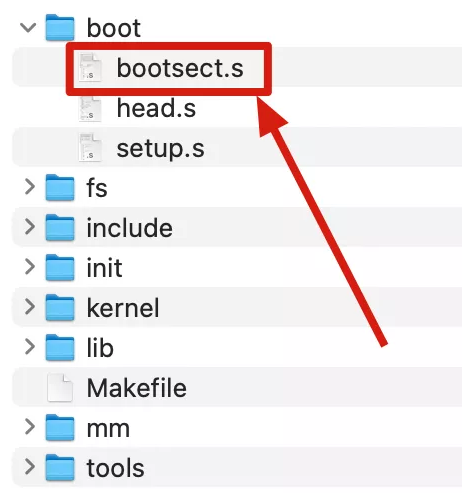 boot
bootsect.s
head.s
setup.s
fs
include
init
kernel
lib
Makefile
mm
tools